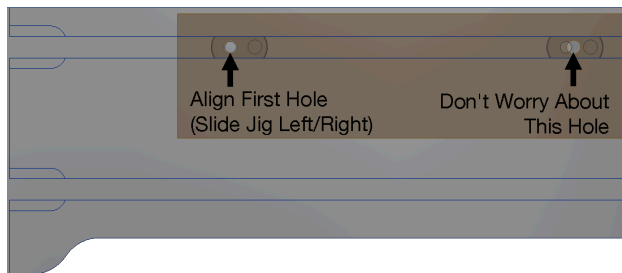 Align First Hole
(Slide Jig Left/Right)
Don't Worry About
This Hole